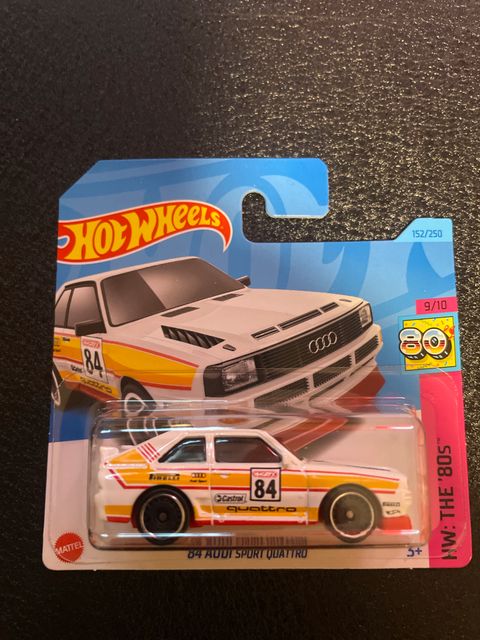 HOT WHEELS
152/250
9/10
80
HW: THE '80s™
84
quattro
PIRELLI
Castrol
84
quattro
'84 AUDI SPORT QUATTRO
MATTEL
3+